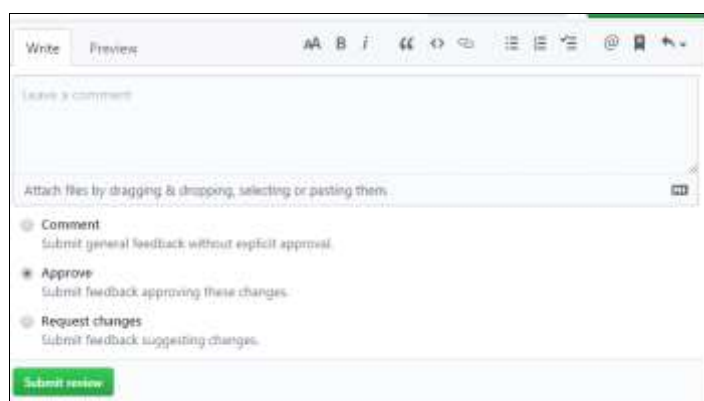 Write Preview AA B i “ <> @
Leave a comment
Attach files by dragging & dropping, selecting or pasting them.
Comment
Submit general feedback without explicit approval.
Approve
Submit feedback approving these changes.
Request changes
Submit feedback suggesting changes.
Submit review